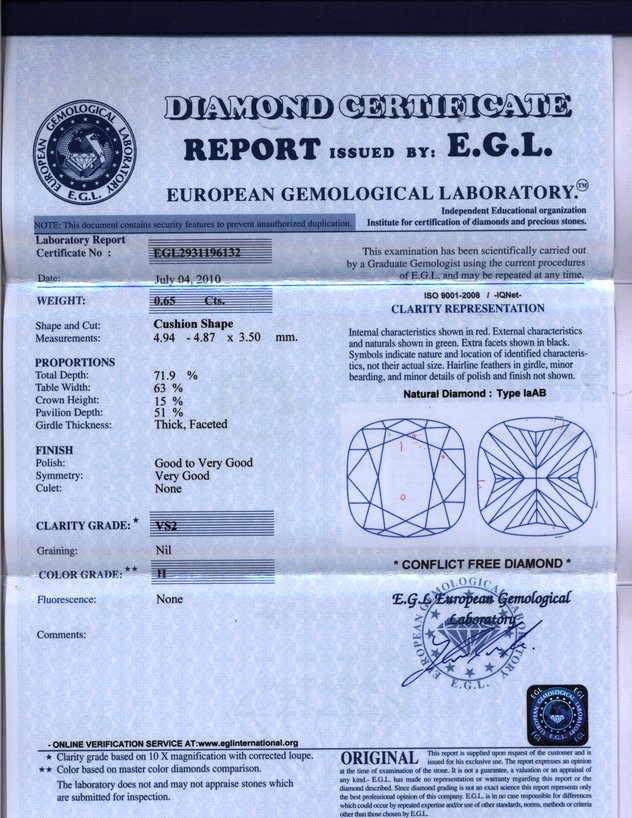 EUROPEAN GEMOLOGICAL LABORATORY
E.G.L.
DIAMOND CERTIFICATE
REPORT ISSUED BY: E.G.L.
EUROPEAN GEMOLOGICAL LABORATORY.™
Independent Educational organization
NOTE: This document contains security features to prevent unauthorized duplication.
Institute for certification of diamonds and precious stones.
Laboratory Report
Certificate No : EGL2931196132
This examination has been scientifically carried out
by a Graduate Gemologist using the current procedures
of E.G.L. and may be repeated at any time.
Date: July 04, 2010
ISO 9001-2008 / -IQNet-
WEIGHT: 0.65 Cts.
CLARITY REPRESENTATION
Shape and Cut: Cushion Shape
Measurements: 4.94 - 4.87 x 3.50 mm.
Internal characteristics shown in red. External characteristics
and naturals shown in green. Extra facets shown in black.
Symbols indicate nature and location of identified characteris-
tics, not their actual size. Hairline feathers in girdle, minor
bearding, and minor details of polish and finish not shown.
PROPORTIONS
Total Depth: 71.9 %
Table Width: 63 %
Crown Height: 15 %
Pavilion Depth: 51 %
Girdle Thickness: Thick, Faceted
Natural Diamond : Type IaAB
FINISH
Polish: Good to Very Good
Symmetry: Very Good
Culet: None
CLARITY GRADE: * VS2
Graining: Nil
COLOR GRADE: ** H
* CONFLICT FREE DIAMOND *
Fluorescence: None
E.G.L European Gemological
Laboratory
EUROPEAN GEMOLOGICAL LABORATORY
E.G.L.
Comments:
EGL EGL
EUROPEAN GEMOLOGICAL LABORATORY
E.G.L.
EGL EGL
- ONLINE VERIFICATION SERVICE AT:www.eglinternational.org
★ Clarity grade based on 10 X magnification with corrected loupe.
★★ Color based on master color diamonds comparison.
The laboratory does not and may not appraise stones which
are submitted for inspection.
ORIGINAL This report is supplied upon request of the customer and is
issued for his exclusive use. The report expresses an opinion
at the time of examination of the stone. It is not a guarantee, a valuation or an appraisal of
any kind.- E.G.L. has made no representation or warranty regarding this report or the
diamond described. Since diamond grading is not an exact science this report represents only
the best professional opinion of this company. E.G.L. is in no case responsible for differences
which could occur by repeated expertise and/or use of other standards, norms, methods or criteria
other than those chosen by E.G.L.